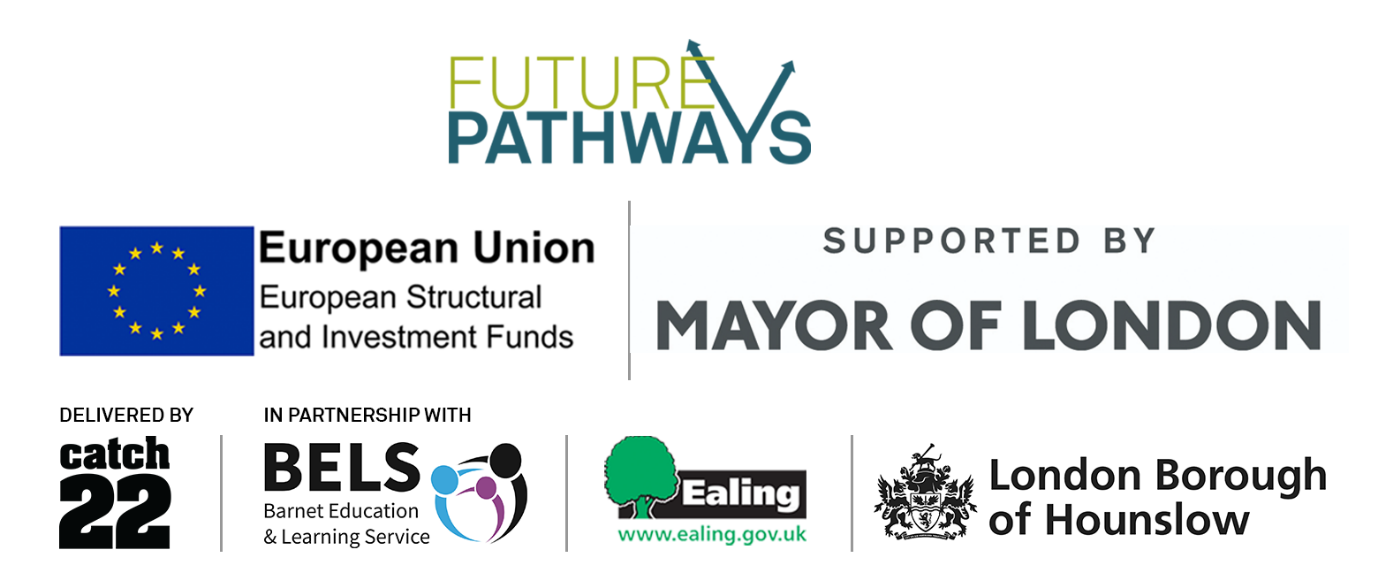 FUTURE
PATHWAYS
European Union
European Structural
and Investment Funds
SUPPORTED BY
MAYOR OF LONDON
DELIVERED BY
catch
22
IN PARTNERSHIP WITH
BELS
Barnet Education
& Learning Service
Ealing
www.ealing.gov.uk
London Borough
of Hounslow